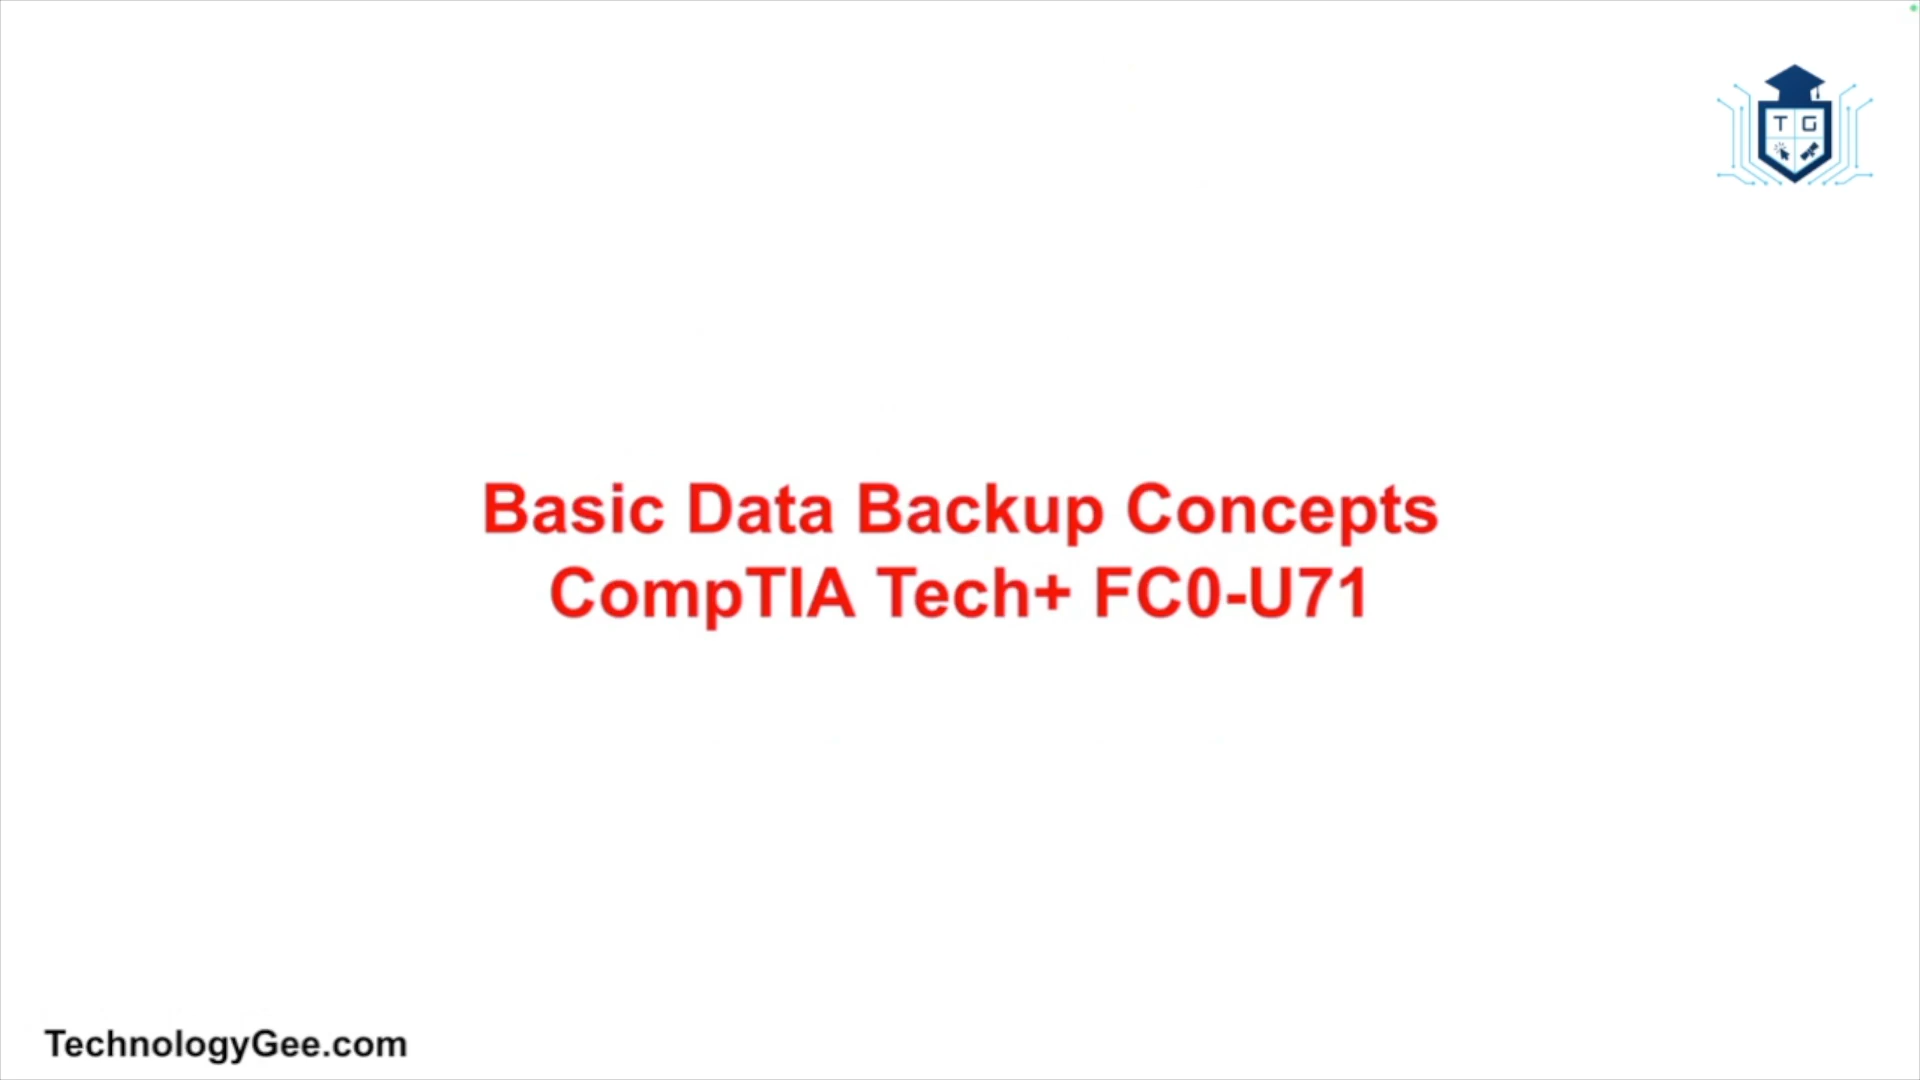 T G
Basic Data Backup Concepts
CompTIA Tech+ FC0-U71
TechnologyGee.com